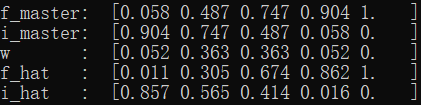 f_master:  [0.058 0.487 0.747 0.904 1.   ]
i_master:  [0.904 0.747 0.487 0.058 0.   ]
w       :  [0.052 0.363 0.363 0.052 0.   ]
f_hat   :  [0.011 0.305 0.674 0.862 1.   ]
i_hat   :  [0.857 0.565 0.414 0.016 0.   ]